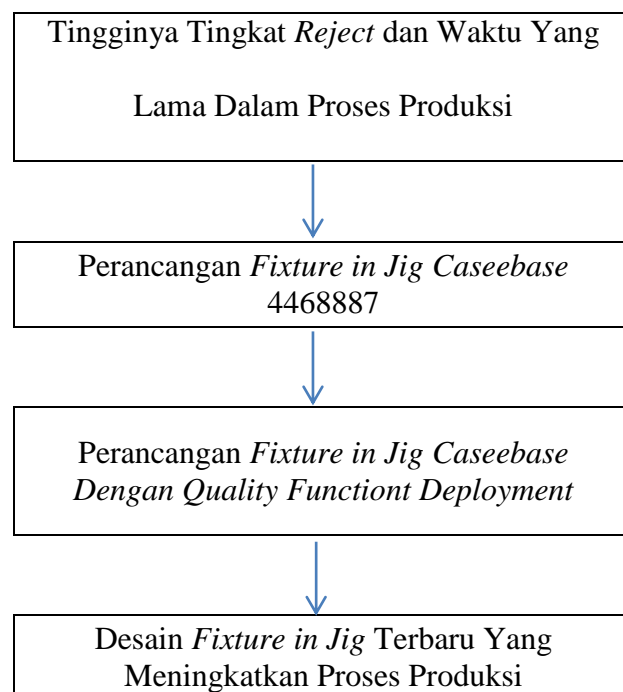 Tingginya Tingkat Reject dan Waktu Yang
Lama Dalam Proses Produksi
Perancangan Fixture in Jig Caseebase
4468887
Perancangan Fixture in Jig Caseebase
Dengan Quality Functiont Deployment
Desain Fixture in Jig Terbaru Yang
Meningkatkan Proses Produksi